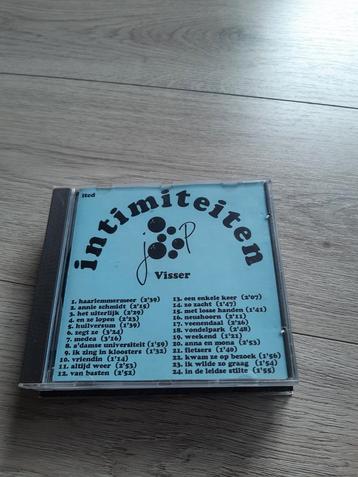 itcd
intimiteiten
joop
Visser
1. haarlemmermeer (2'39)
2. annie schmidt (2'15)
3. het uiterlijk (2'29)
4. en ze lopen (2'23)
5. huilversum (2'39)
6. zegt ze (3'24)
7. medea (3'16)
8. a'damse universiteit (1'59)
9. ik zing in kloosters (1'32)
10. vriendin (1'14)
11. altijd weer (2'53)
12. van basten (2'52)
13. een enkele keer (2'07)
14. zo zacht (1'47)
15. met losse handen (1'41)
16. neushoorn (2'11)
17. veenendaal (2'26)
18. vondelpark (2'48)
19. weekend (1'21)
20. anna en mona (2'53)
21. fietsers (1'40)
22. kwam ze op bezoek (1'56)
23. ik wilde zo graag (1'54)
24. in de leidse stilte (1'55)